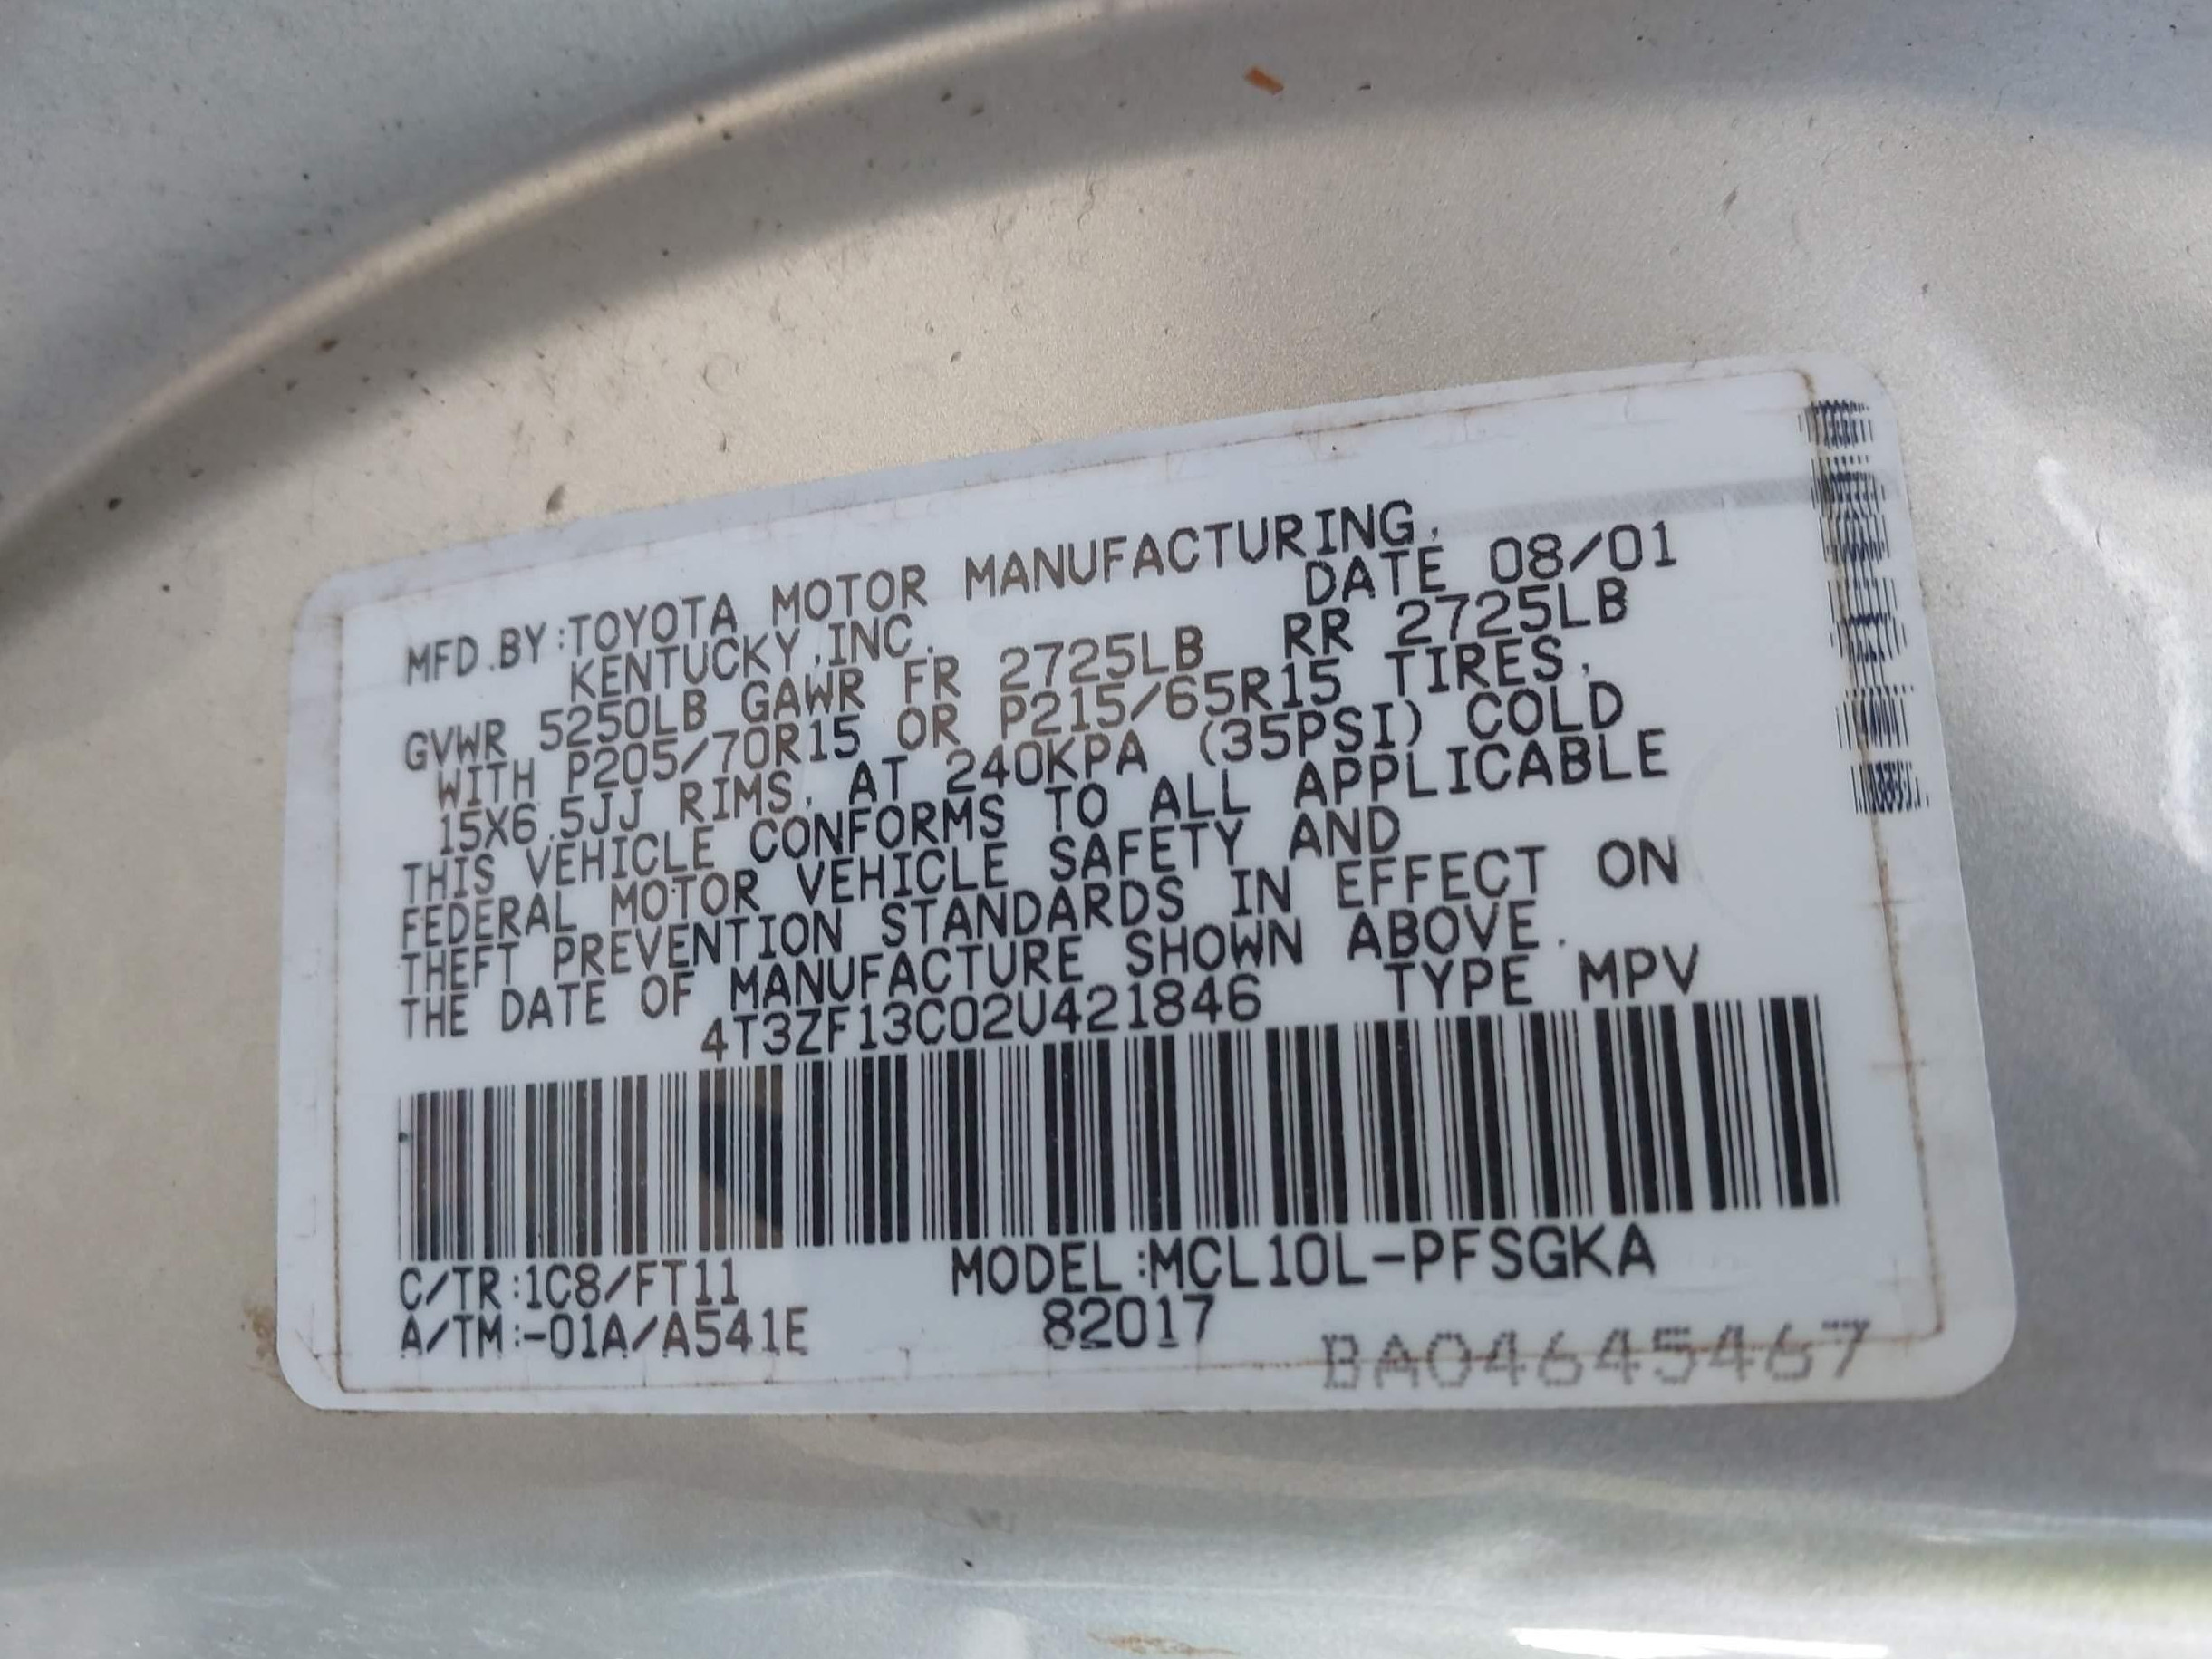 MFD.BY:TOYOTA MOTOR MANUFACTURING,
KENTUCKY,INC. DATE 08/01
GVWR 5250LB GAWR FR 2725LB RR 2725LB
WITH P205/70R15 OR P215/65R15 TIRES,
15X6.5JJ RIMS, AT 240KPA (35PSI) COLD
THIS VEHICLE CONFORMS TO ALL APPLICABLE
FEDERAL MOTOR VEHICLE SAFETY AND
THEFT PREVENTION STANDARDS IN EFFECT ON
THE DATE OF MANUFACTURE SHOWN ABOVE.
4T3ZF13C02U421846 TYPE MPV
C/TR:1C8/FT11 MODEL:MCL10L-PFSGKA
A/TM:-01A/A541E 82017
BA04645467